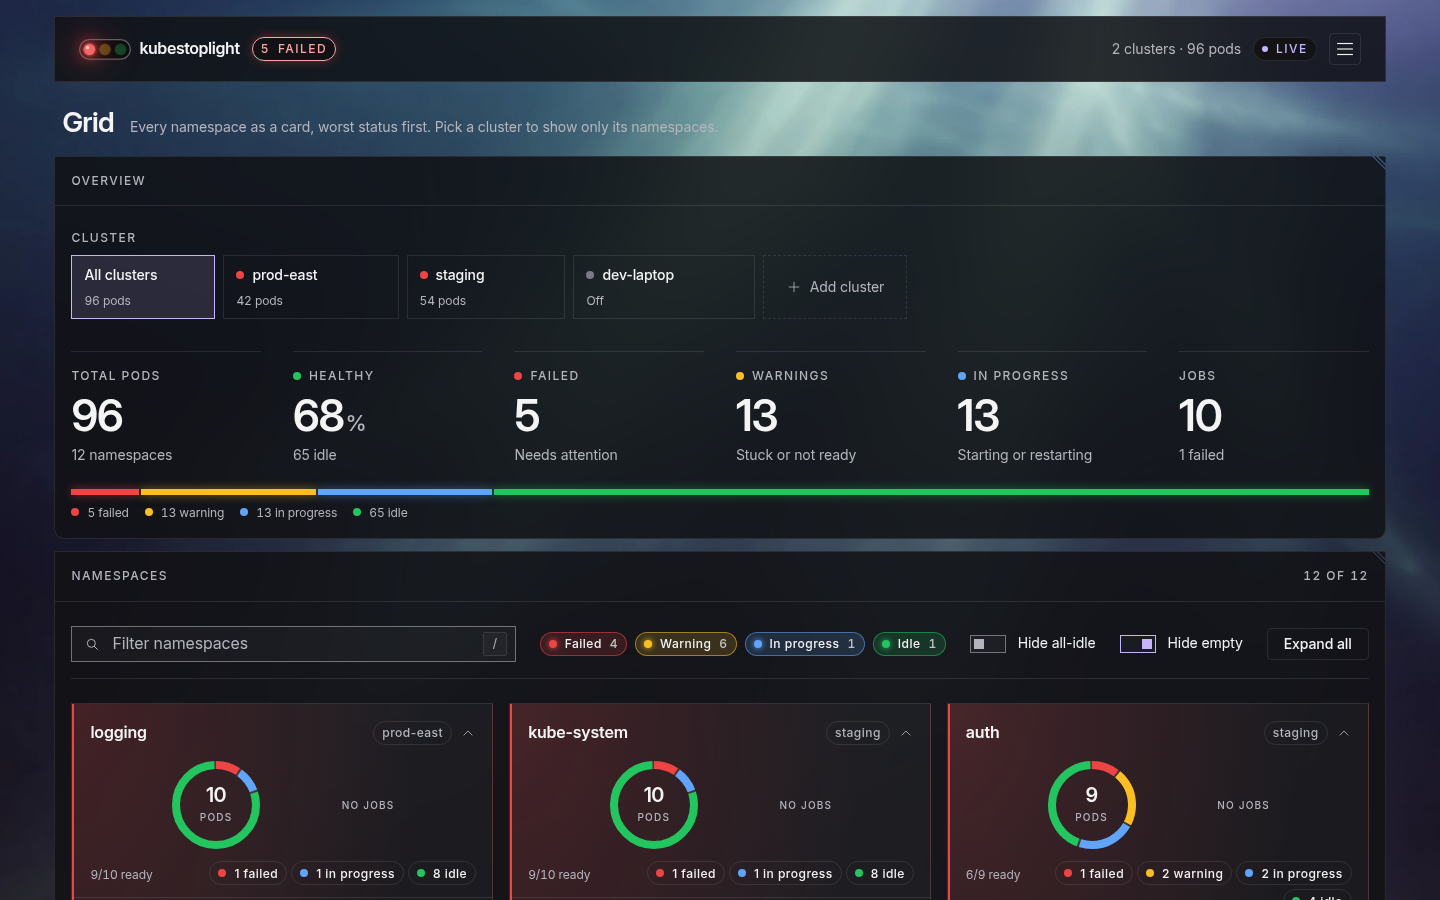 kubestoplight 5 FAILED 2 clusters · 96 pods LIVE
Grid Every namespace as a card, worst status first. Pick a cluster to show only its namespaces.
OVERVIEW
CLUSTER
All clusters prod-east staging dev-laptop + Add cluster
96 pods 42 pods 54 pods Off
TOTAL PODS HEALTHY FAILED WARNINGS IN PROGRESS JOBS
96 68% 5 13 13 10
12 namespaces 65 idle Needs attention Stuck or not ready Starting or restarting 1 failed
5 failed 13 warning 13 in progress 65 idle
NAMESPACES 12 OF 12
Filter namespaces / Failed 4 Warning 6 In progress 1 Idle 1 Hide all-idle Hide empty Expand all
logging prod-east kube-system staging auth staging
10 PODS NO JOBS 10 PODS NO JOBS 9 PODS NO JOBS
9/10 ready 1 failed 1 in progress 8 idle 9/10 ready 1 failed 1 in progress 8 idle 6/9 ready 1 failed 2 warning 2 in progress
4 idle